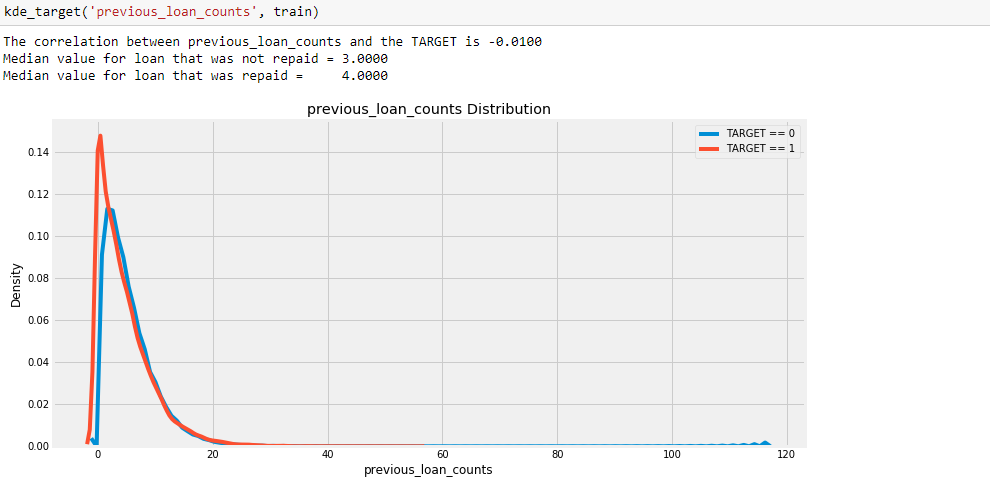 kde_target('previous_loan_counts', train)
The correlation between previous_loan_counts and the TARGET is -0.0100
Median value for loan that was not repaid = 3.0000
Median value for loan that was repaid =     4.0000
previous_loan_counts Distribution
TARGET == 0
TARGET == 1
0.14
0.12
0.10
0.08
0.06
0.04
0.02
0.00
Density
0 20 40 60 80 100 120
previous_loan_counts